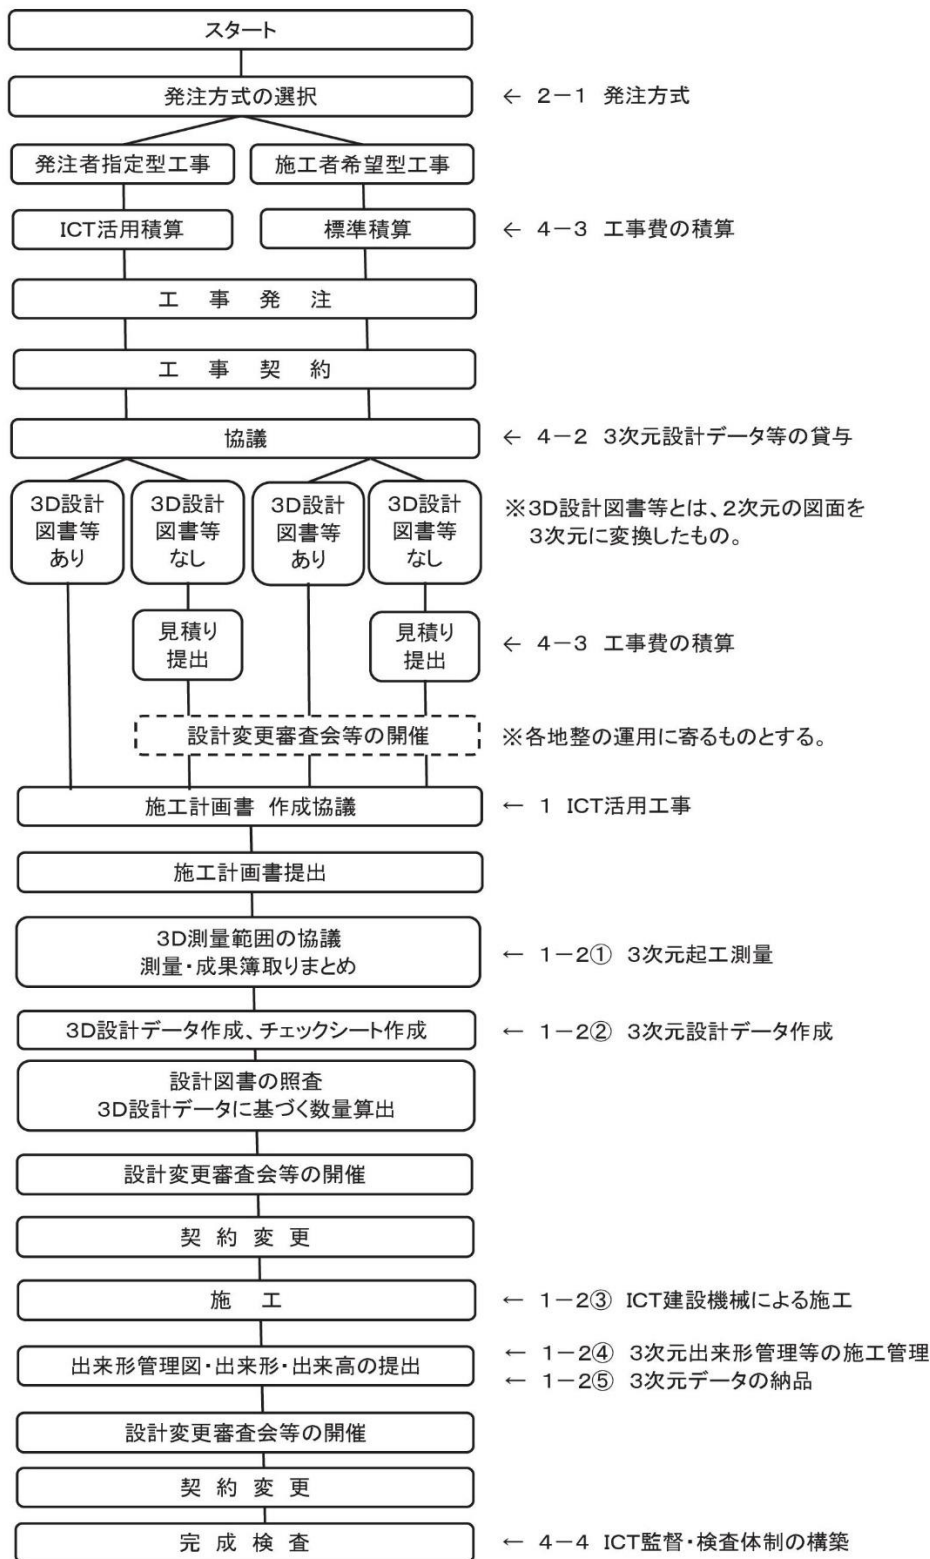 スタート
発注方式の選択
← 2－1 発注方式
発注者指定型工事
施工者希望型工事
ICT活用積算
標準積算
← 4－3 工事費の積算
工 事 発 注
工 事 契 約
協議
← 4－2 3次元設計データ等の貸与
3D設計
図書等
あり
3D設計
図書等
なし
3D設計
図書等
あり
3D設計
図書等
なし
※3D設計図書等とは、2次元の図面を
3次元に変換したもの。
見積り
提出
見積り
提出
← 4－3 工事費の積算
設計変更審査会等の開催
※各地整の運用に寄るものとする。
施工計画書 作成協議
← 1 ICT活用工事
施工計画書提出
3D測量範囲の協議
測量・成果簿取りまとめ
← 1－2① 3次元起工測量
3D設計データ作成、チェックシート作成
← 1－2② 3次元設計データ作成
設計図書の照査
3D設計データに基づく数量算出
設計変更審査会等の開催
契 約 変 更
施 工
← 1－2③ ICT建設機械による施工
出来形管理図・出来形・出来高の提出
← 1－2④ 3次元出来形管理等の施工管理
← 1－2⑤ 3次元データの納品
設計変更審査会等の開催
契 約 変 更
完 成 検 査
← 4－4 ICT監督・検査体制の構築